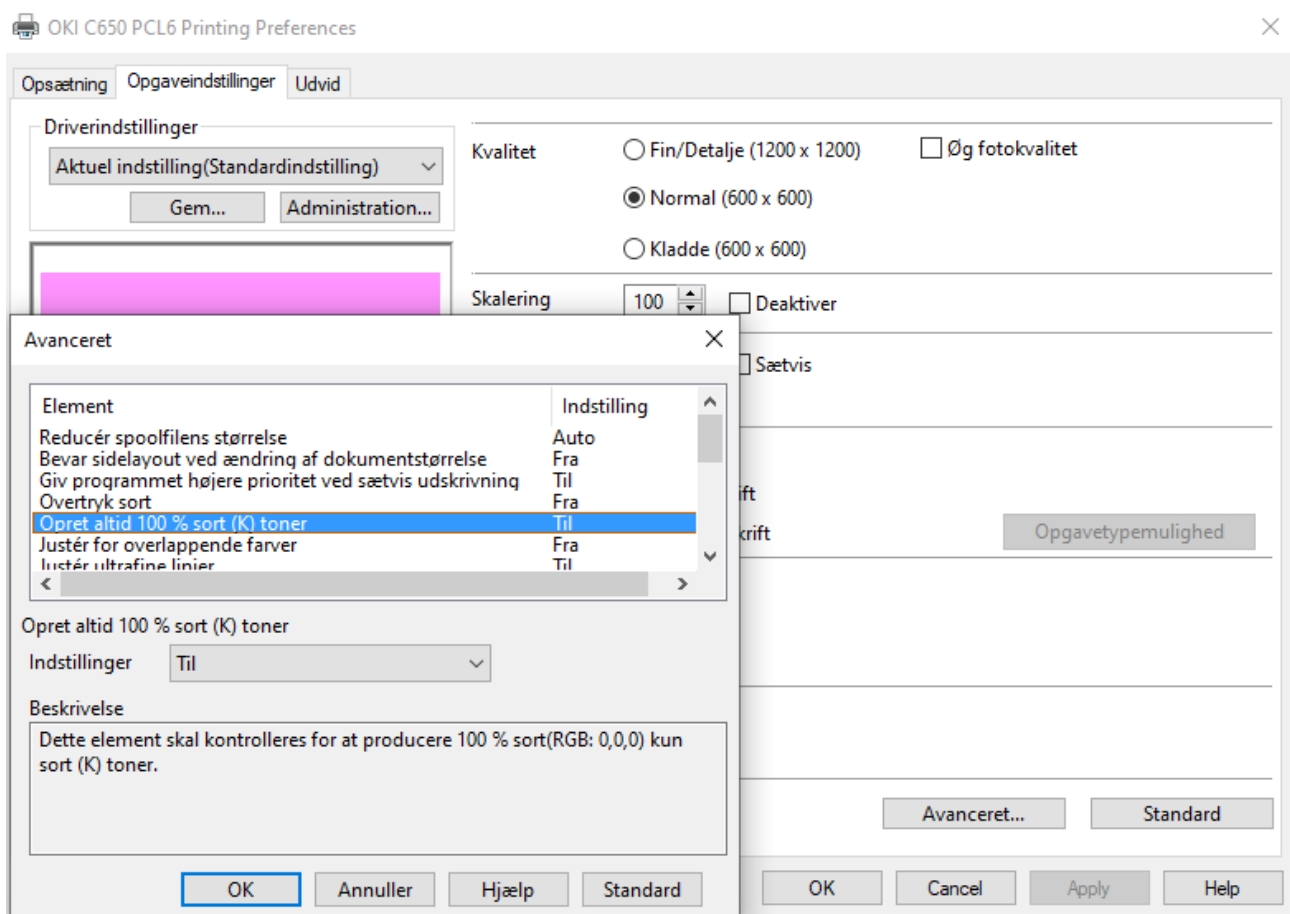 OKI C650 PCL6 Printing Preferences
Opsætning Opgaveindstillinger Udvid
Driverindstillinger
Aktuel indstilling(Standardindstilling)
Gem... Administration...
Kvalitet
Fin/Detalje (1200 x 1200) Øg fotokvalitet
Normal (600 x 600)
Kladde (600 x 600)
Skalering 100 Deaktiver
Sætvis
ift
krift Opgavetypemulighed
Avanceret... Standard
Avanceret
Element Indstilling
Reducér spoolfilens størrelse Auto
Bevar sidelayout ved ændring af dokumentstørrelse Fra
Giv programmet højere prioritet ved sætvis udskrivning Til
Overtryk sort Fra
Opret altid 100 % sort (K) toner Til
Justér for overlappende farver Fra
Justér ultrafine linier Til
Opret altid 100 % sort (K) toner
Indstillinger Til
Beskrivelse
Dette element skal kontrolleres for at producere 100 % sort(RGB: 0,0,0) kun
sort (K) toner.
OK Annuller Hjælp Standard
OK Cancel Apply Help